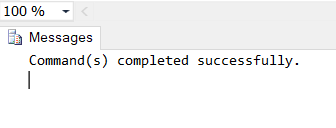 100 %
Messages
Command(s) completed successfully.